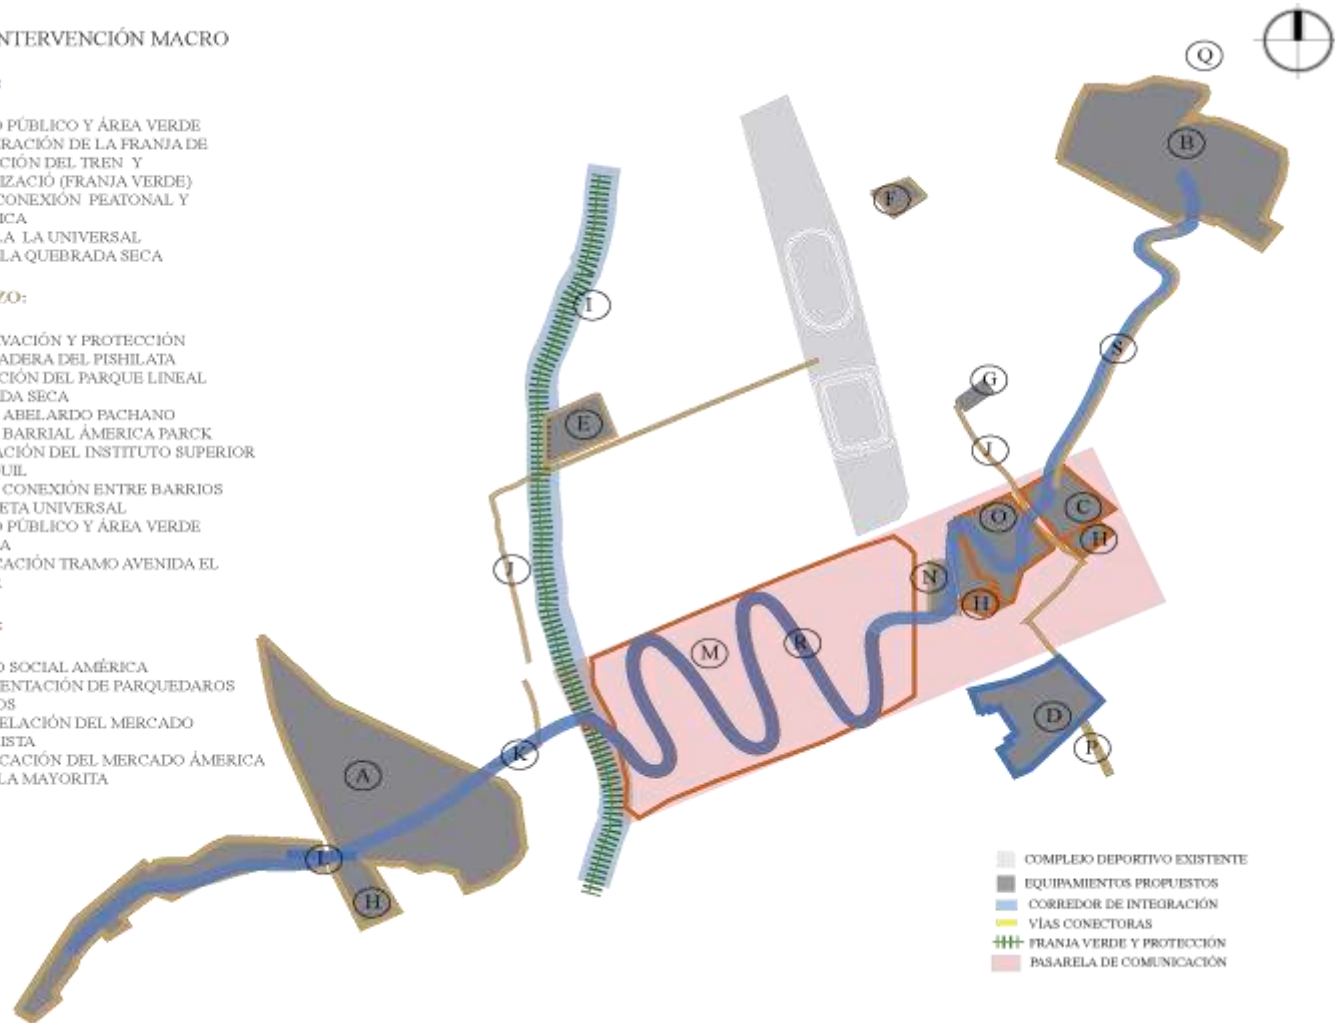 NTERVENCIÓN MACRO
:
O PÚBLICO Y ÁREA VERDE
ERACIÓN DE LA FRANJA DE
CIÓN DEL TREN Y
IZACIÓ (FRANJA VERDE)
CONEXIÓN PEATONAL Y
ICA
LA LA UNIVERSAL
LA QUEBRADA SECA
ZO:
VACIÓN Y PROTECCIÓN
ADERA DEL PISHILATA
CIÓN DEL PARQUE LINEAL
DA SECA
ABELARDO PACHANO
BARRIAL ÁMERICA PARCK
ACIÓN DEL INSTITUTO SUPERIOR
UIL
CONEXIÓN ENTRE BARRIOS
ETA UNIVERSAL
O PÚBLICO Y ÁREA VERDE
A
CACIÓN TRAMO AVENIDA EL
:
O SOCIAL AMÉRICA
ENTACIÓN DE PARQUEDAROS
OS
ELACIÓN DEL MERCADO
ISTA
CACIÓN DEL MERCADO ÁMERICA
LA MAYORITA
Q
B
F
I
S
G
E
J
C
O
H
J
N
H
M
R
D
K
P
A
L
H
COMPLEJO DEPORTIVO EXISTENTE
EQUIPAMIENTOS PROPUESTOS
CORREDOR DE INTEGRACIÓN
VÍAS CONECTORAS
FRANJA VERDE Y PROTECCIÓN
PASARELA DE COMUNICACIÓN